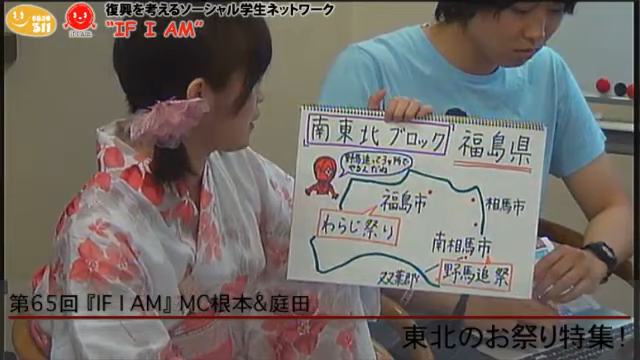 復興を考えるソーシャル学生ネットワーク
"IF I AM"
311
南東北ブロック 福島県
福島市
相馬市
わらじ祭り
南相馬市
双葉郡
野馬追祭
第65回『IF I AM』MC根本&庭田
東北のお祭り特集!